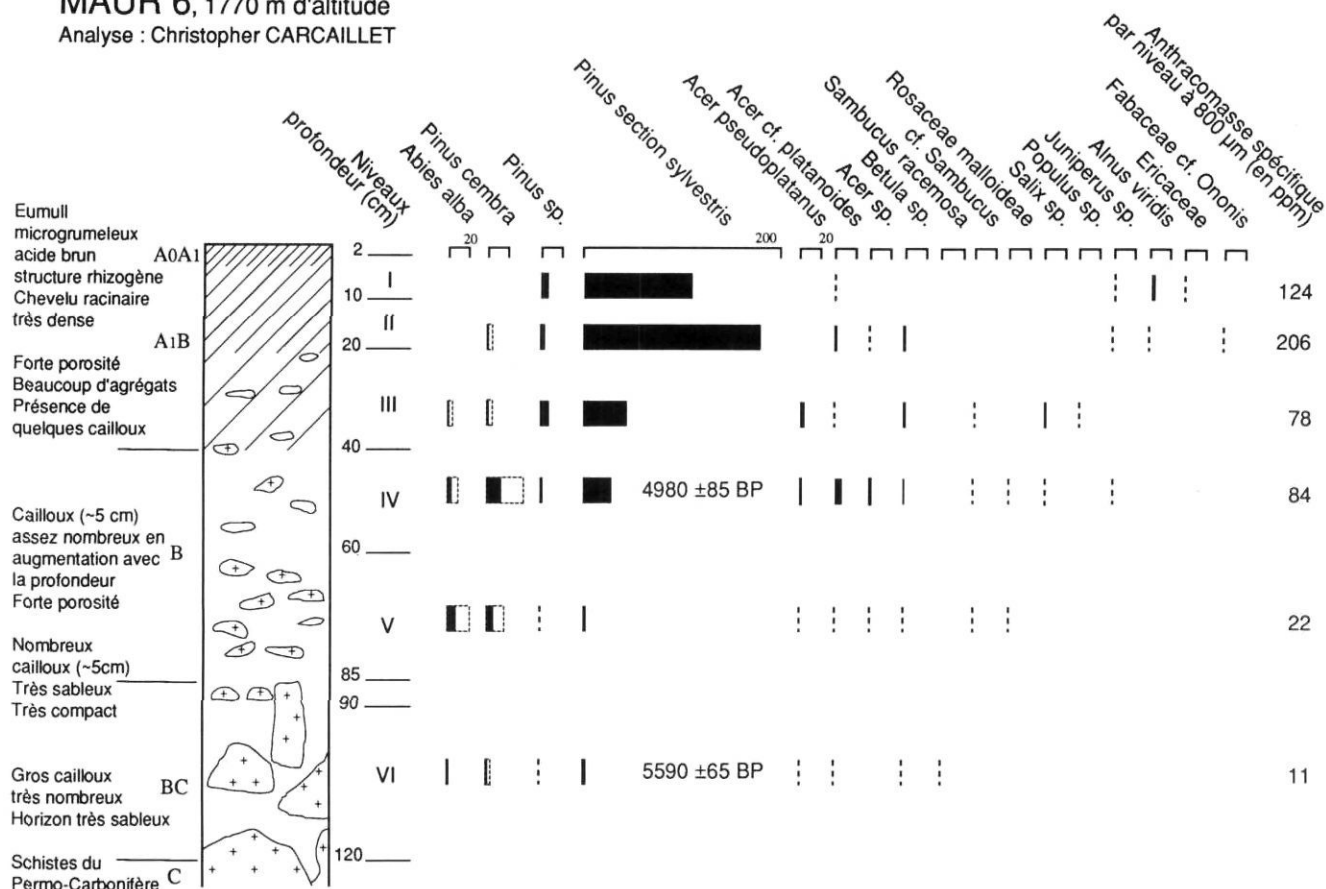 MAUR 6, 1770 m d'altitude
Analyse : Christopher CARCAILLET
Niveaux
profondeur (cm)
Abies alba
Pinus cembra
Pinus sp.
Pinus section sylvestris
Acer pseudoplatanus
Acer cf. platanoides
Acer sp.
Betula sp.
Sambucus racemosa
cf. Sambucus
Rosaceae malloideae
Salix sp.
Populus sp.
Juniperus sp.
Alnus viridis
Ericaceae
Fabaceae cf. Ononis
Anthracomasse spécifique
par niveau à 800 µm (en ppm)
20
200
20
Eumull
microgrumeleux
acide brun
structure rhizogène
Chevelu racinaire
très dense
A0A1
A1B
Forte porosité
Beaucoup d'agrégats
Présence de
quelques cailloux
Cailloux (~5 cm)
assez nombreux en
augmentation avec
la profondeur
Forte porosité
B
Nombreux
cailloux (~5cm)
Très sableux
Très compact
Gros cailloux
très nombreux
Horizon très sableux
BC
Schistes du
Permo-Carbonifère
C
2
I
124
10
II
206
20
III
78
40
IV
4980 ±85 BP
84
60
V
22
85
90
VI
5590 ±65 BP
11
120